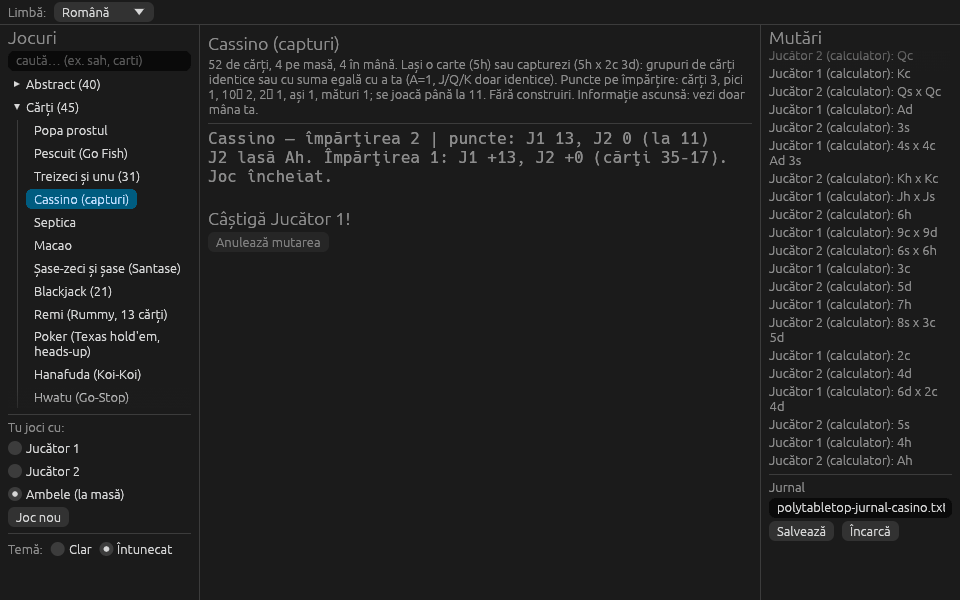 Limbă: Română
Jocuri
caută... (ex. sah, carti)
Abstract (40)
Cărți (45)
Popa prostul
Pescuit (Go Fish)
Treizeci și unu (31)
Cassino (capturi)
Septica
Macao
Șase-zeci și șase (Santase)
Blackjack (21)
Remi (Rummy, 13 cărți)
Poker (Texas hold'em,
heads-up)
Hanafuda (Koi-Koi)
Hwatu (Go-Stop)
Tu joci cu:
Jucător 1
Jucător 2
Ambele (la masă)
Joc nou
Temă: Clar Întunecat
Cassino (capturi)
52 de cărți, 4 pe masă, 4 în mână. Lași o carte (5h) sau capturezi (5h x 2c 3d): grupuri de cărți
identice sau cu suma egală cu a ta (A=1, J/Q/K doar identice). Puncte pe împărțire: cărți 3, pici
1, 10▯ 2, 2▯ 1, ași 1, măturI 1; se joacă până la 11. Fără construiri. Informație ascunsă: vezi doar
mâna ta.
Cassino — împărţirea 2 | puncte: J1 13, J2 0 (la 11)
J2 lasă Ah. Împărţirea 1: J1 +13, J2 +0 (cărţi 35-17).
Joc încheiat.
Câștigă Jucător 1!
Anulează mutarea
Mutări
Jucător 2 (calculator): Qc
Jucător 1 (calculator): Kc
Jucător 2 (calculator): Qs x Qc
Jucător 1 (calculator): Ad
Jucător 2 (calculator): 3s
Jucător 1 (calculator): 4s x 4c
Ad 3s
Jucător 2 (calculator): Kh x Kc
Jucător 1 (calculator): Jh x Js
Jucător 2 (calculator): 6h
Jucător 1 (calculator): 9c x 9d
Jucător 2 (calculator): 6s x 6h
Jucător 1 (calculator): 3c
Jucător 2 (calculator): 5d
Jucător 1 (calculator): 7h
Jucător 2 (calculator): 8s x 3c
5d
Jucător 1 (calculator): 2c
Jucător 2 (calculator): 4d
Jucător 1 (calculator): 6d x 2c
4d
Jucător 2 (calculator): 5s
Jucător 1 (calculator): 4h
Jucător 2 (calculator): Ah
Jurnal
polytabletop-jurnal-casino.txt
Salvează Încarcă